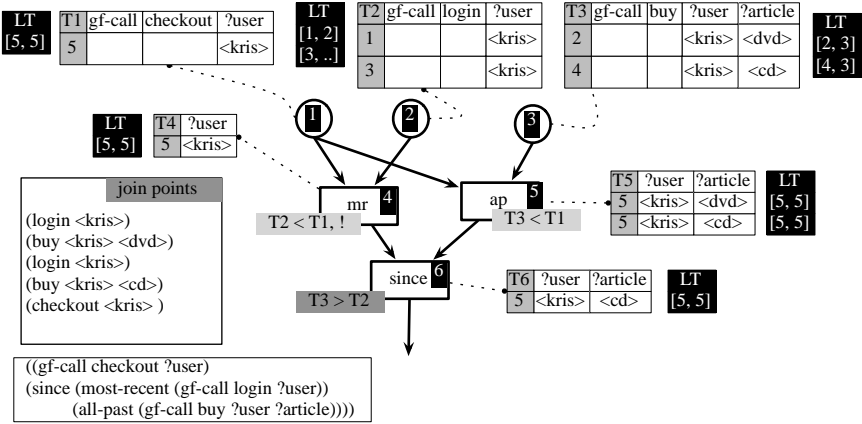 LT
[5, 5]
T1 gf-call checkout ?user
5 <kris>
LT
[1, 2]
[3, ..]
T2 gf-call login ?user
1 <kris>
3 <kris>
T3 gf-call buy ?user ?article
2 <kris> <dvd>
4 <kris> <cd>
LT
[2, 3]
[4, 3]
1
2
3
LT
[5, 5]
T4 ?user
5 <kris>
mr 4
T2 < T1, !
ap 5
T3 < T1
T5 ?user ?article
5 <kris> <dvd>
5 <kris> <cd>
LT
[5, 5]
[5, 5]
join points
(login <kris>)
(buy <kris> <dvd>)
(login <kris>)
(buy <kris> <cd>)
(checkout <kris> )
since 6
T3 > T2
T6 ?user ?article
5 <kris> <cd>
LT
[5, 5]
((gf-call checkout ?user)
(since (most-recent (gf-call login ?user))
(all-past (gf-call buy ?user ?article))))